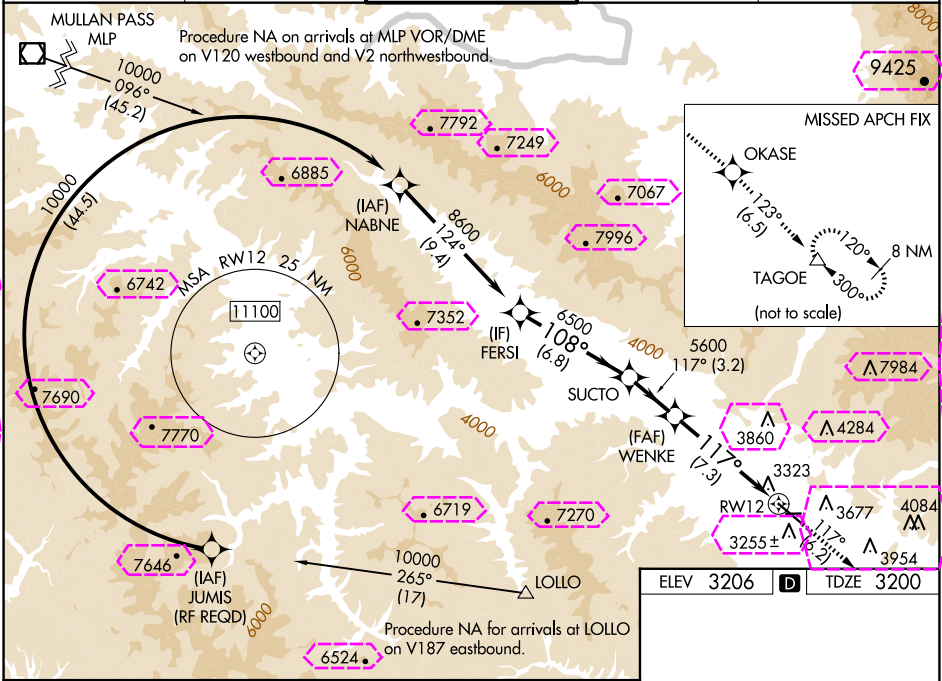 MULLAN PASS
MLP
Procedure NA on arrivals at MLP VOR/DME
on V120 westbound and V2 northwestbound.
8000
9425
10000
096°
(45.2)
7792
7249
MISSED APCH FIX
OKASE
123°
(6.5)
120°
8 NM
TAGOE
300°
(not to scale)
6885
6000
7067
10000
(44.5)
(IAF)
NABNE
8600
124°
(9.4)
7996
6000
6742
MSA RW12 25 NM
11100
7352
(IF)
FERSI
6500
108°
(6.8)
4000
5600
117° (3.2)
SUCTO
7984
7690
7770
4000
(FAF)
WENKE
117°
(7.3)
3860
4284
3323
6719
7270
RW12
3677
4084
3255±
117°
(6.2)
3954
7646
(IAF)
JUMIS
(RF REQD)
6000
10000
265°
(17)
LOLLO
Procedure NA for arrivals at LOLLO
on V187 eastbound.
6524
ELEV 3206 D TDZE 3200